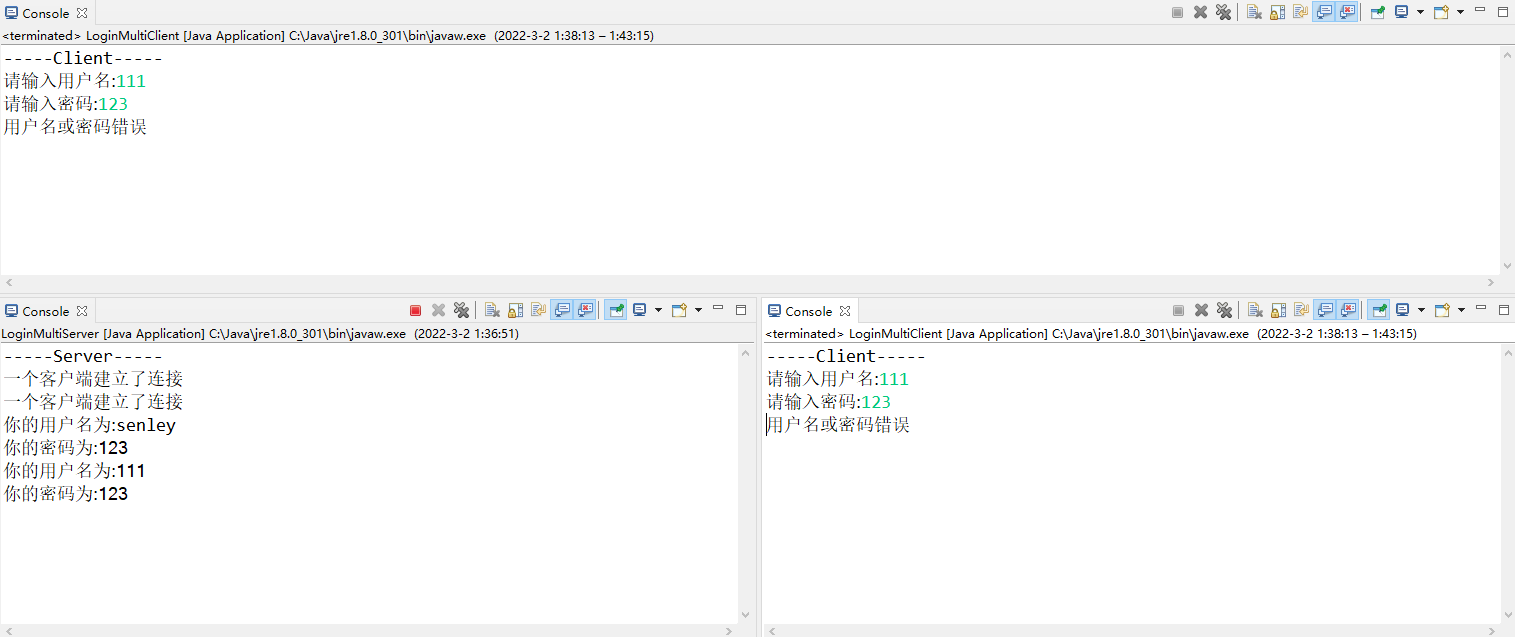 Console
<terminated> LoginMultiClient [Java Application] C:\Java\jre1.8.0_301\bin\javaw.exe (2022-3-2 1:38:13 – 1:43:15)
-----Client-----
请输入用户名:111
请输入密码:123
用户名或密码错误
Console
LoginMultiServer [Java Application] C:\Java\jre1.8.0_301\bin\javaw.exe (2022-3-2 1:36:51)
-----Server-----
一个客户端建立了连接
一个客户端建立了连接
你的用户名为:senley
你的密码为:123
你的用户名为:111
你的密码为:123
Console
<terminated> LoginMultiClient [Java Application] C:\Java\jre1.8.0_301\bin\javaw.exe (2022-3-2 1:38:13 – 1:43:15)
-----Client-----
请输入用户名:111
请输入密码:123
用户名或密码错误